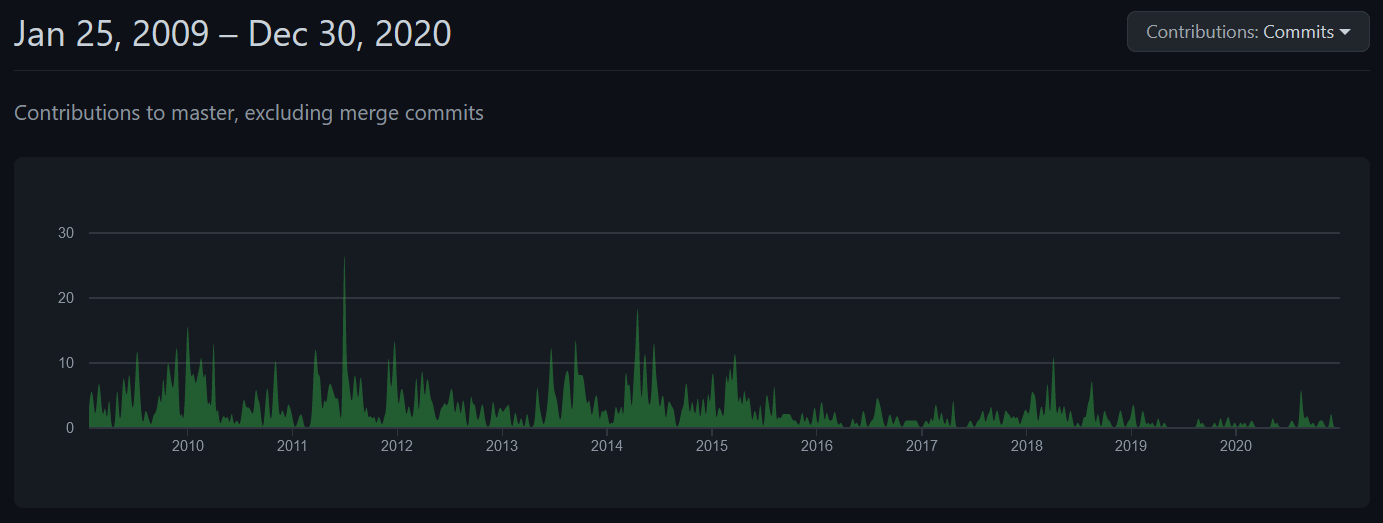 Jan 25, 2009 – Dec 30, 2020
Contributions: Commits
Contributions to master, excluding merge commits
30
20
10
0
2010 2011 2012 2013 2014 2015 2016 2017 2018 2019 2020